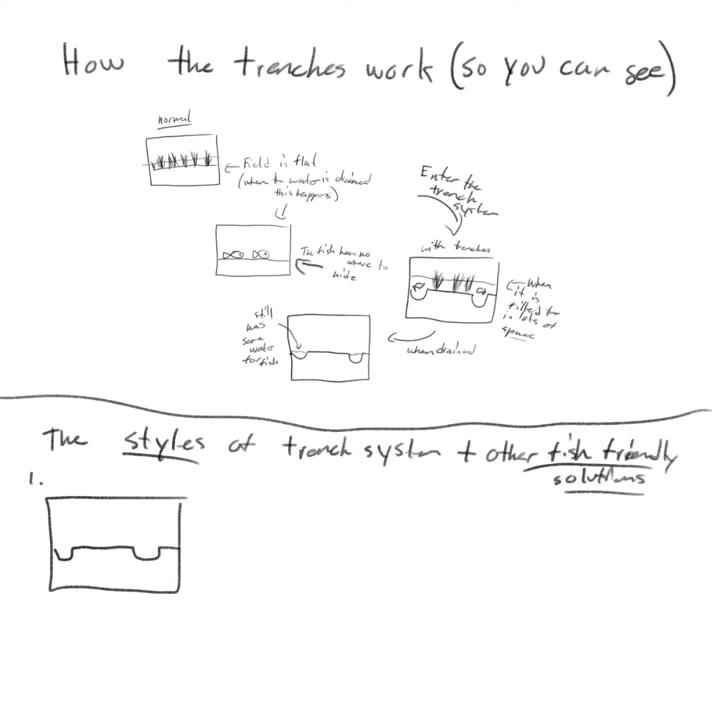 How the trenches work (so you can see)
normal
Field is flat
(when the water is drained
this happens)
The fish have no
where to
hide
Enter the
trench
system
with trenches
when
it is
filled
in lots of
space
when drained
still
has
some
water
for fish
The styles of trench system + other fish friendly
solutions
1.